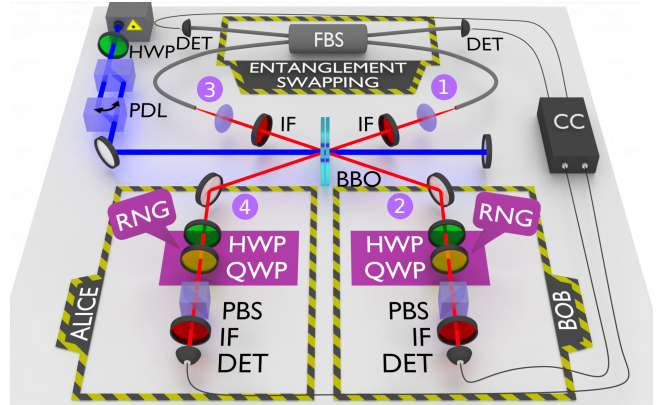 DET
FBS
DET
HWP
ENTANGLEMENT
SWAPPING
PDL
3
1
IF
IF
CC
BBO
4
2
RNG
RNG
HWP
QWP
HWP
QWP
ALICE
PBS
IF
DET
PBS
IF
DET
BOB